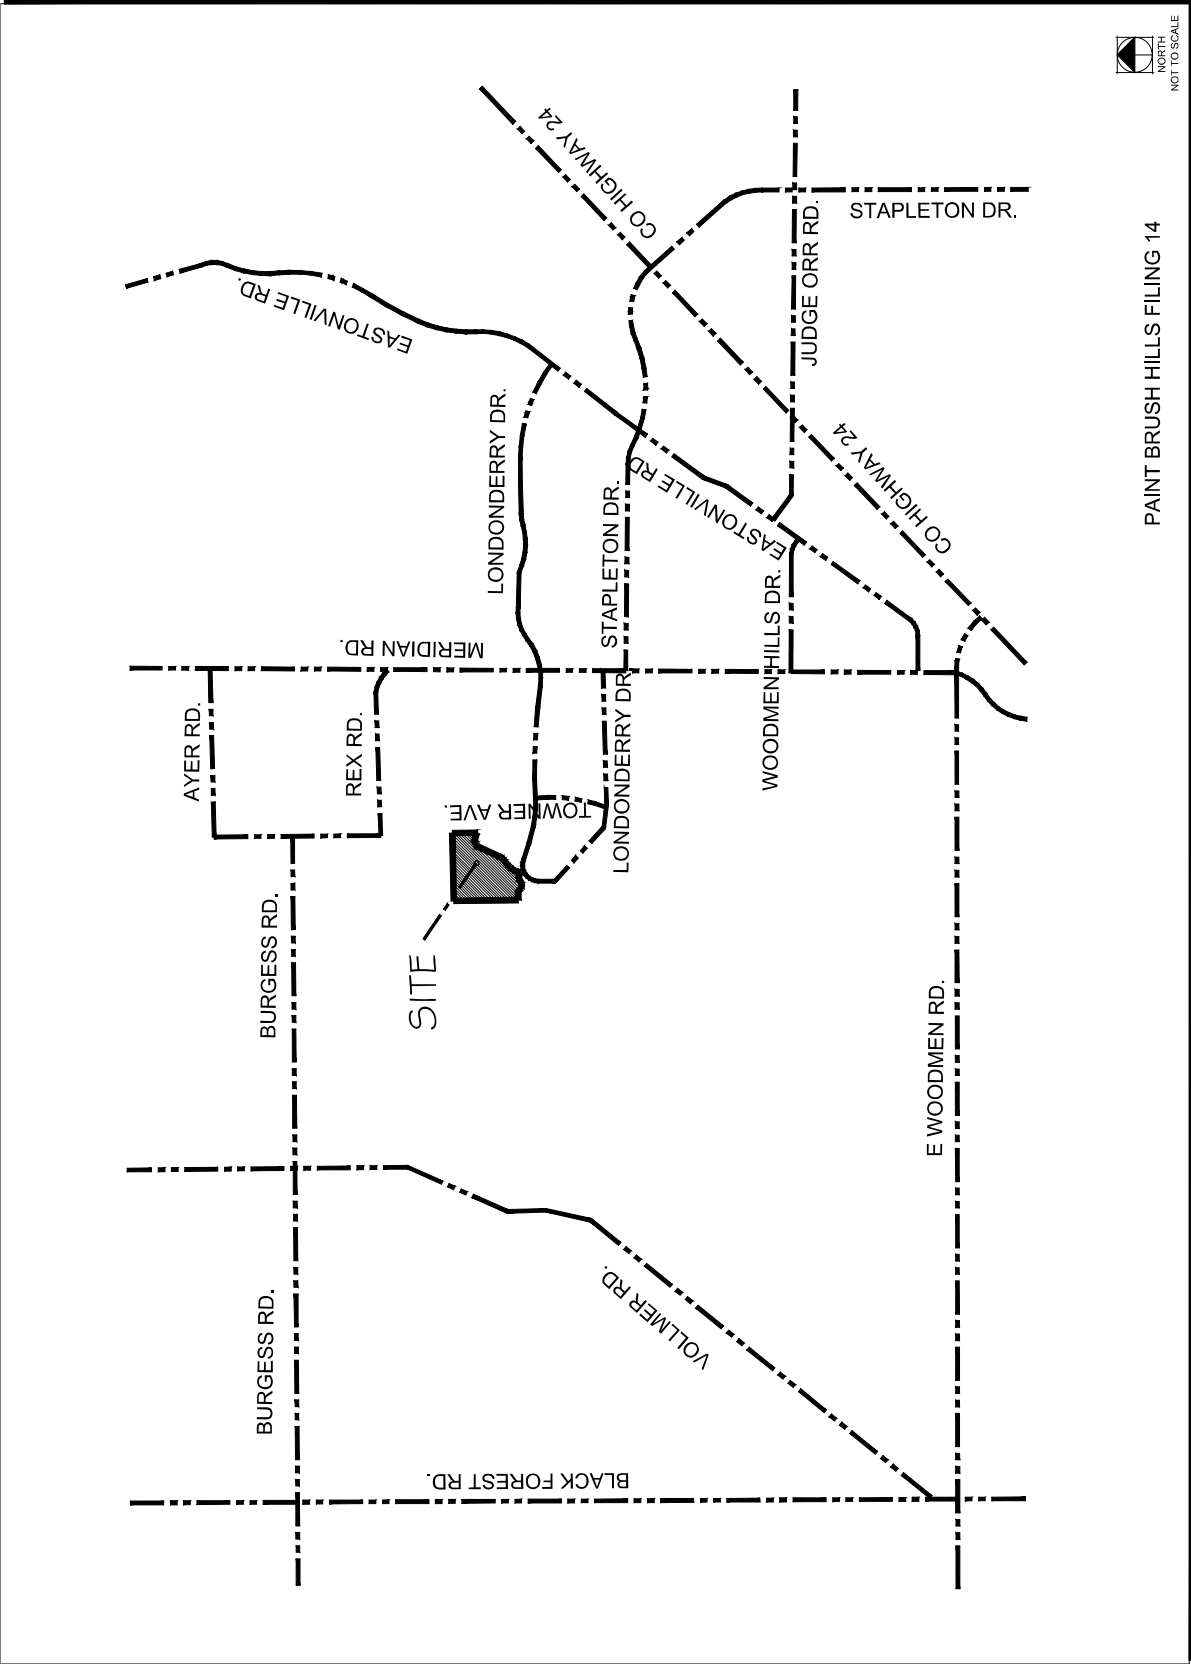 NORTH
NOT TO SCALE
CO HIGHWAY 24
STAPLETON DR.
JUDGE ORR RD.
EASTONVILLE RD.
PAINT BRUSH HILLS FILING 14
LONDONDERRY DR.
CO HIGHWAY 24
EASTONVILLE RD
STAPLETON DR.
WOODMEN HILLS DR.
MERIDIAN RD.
AYER RD.
REX RD.
LONDONDERRY DR.
TOWNER AVE.
BURGESS RD.
SITE
E WOODMEN RD.
VOLLMER RD.
BURGESS RD.
BLACK FOREST RD.